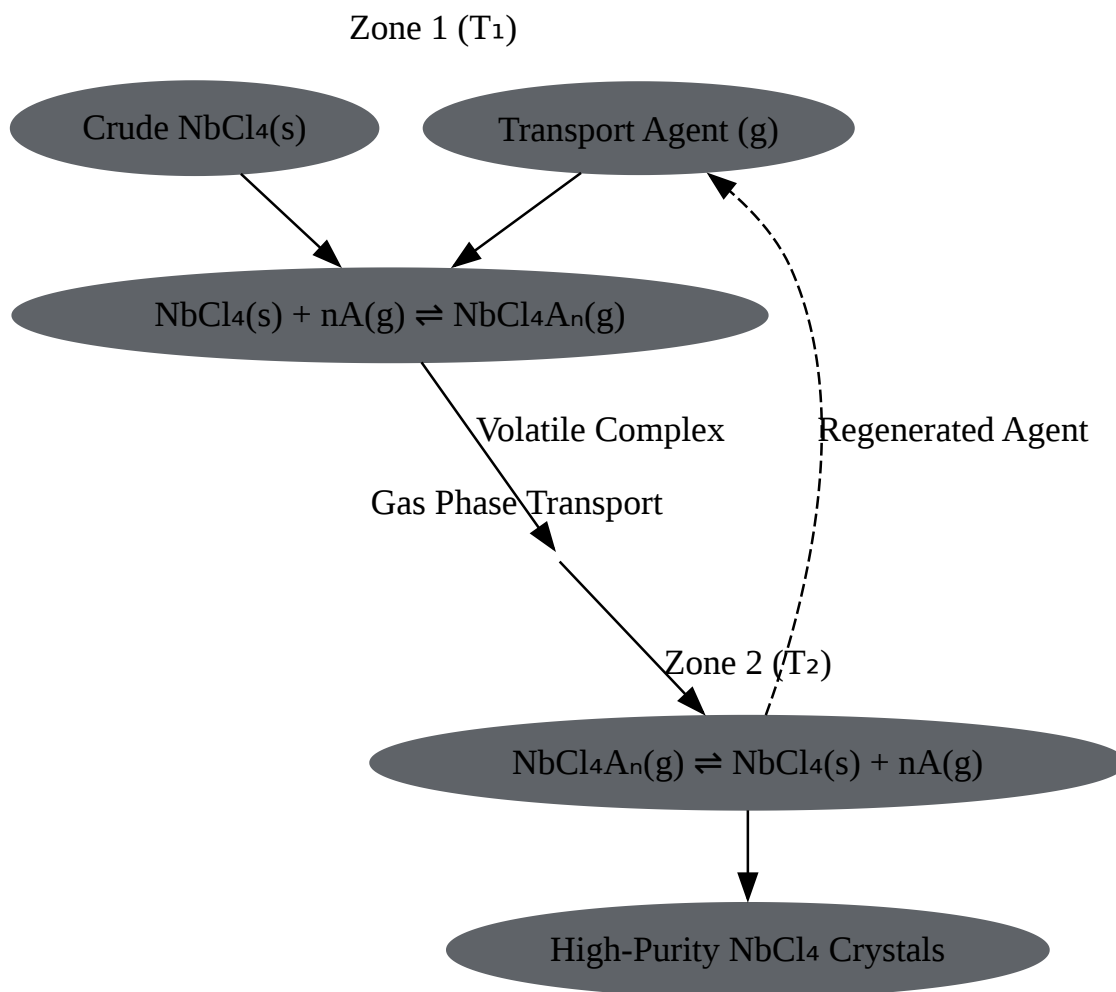 Zone 1 (T₁)
Crude NbCl₄(s)
Transport Agent (g)
NbCl₄(s) + nA(g) ⇌ NbCl₄Aₙ(g)
Volatile Complex
Regenerated Agent
Gas Phase Transport
Zone 2 (T₂)
NbCl₄Aₙ(g) ⇌ NbCl₄(s) + nA(g)
High-Purity NbCl₄ Crystals